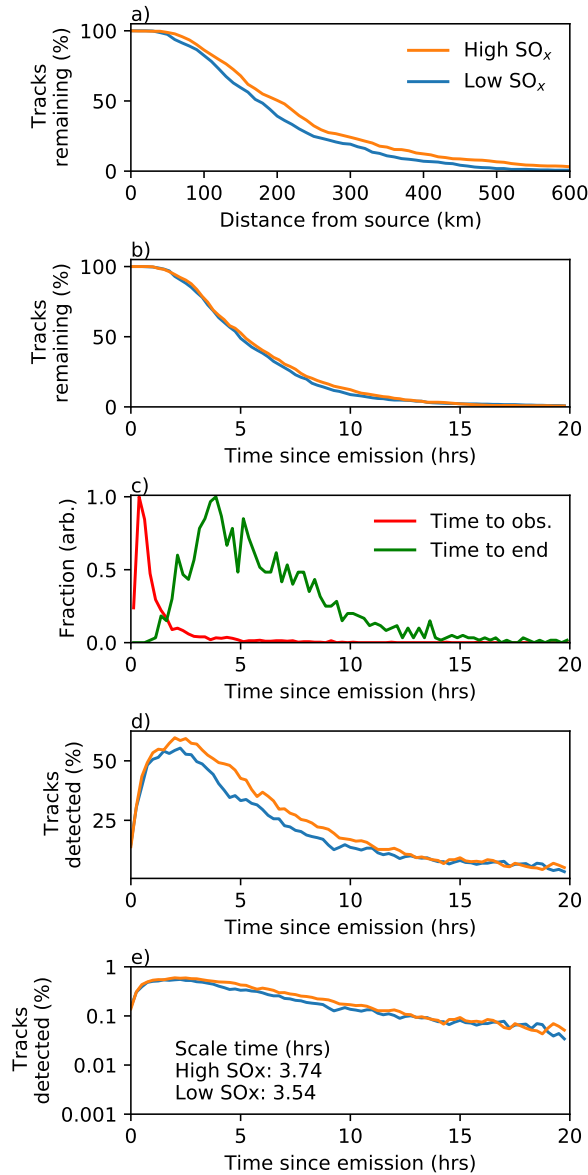 a)
100
50
0
Tracks
remaining (%)
High SOₓ
Low SOₓ
0 100 200 300 400 500 600
Distance from source (km)
b)
100
50
0
Tracks
remaining (%)
0 5 10 15 20
Time since emission (hrs)
c)
1.0
0.5
0.0
Fraction (arb.)
Time to obs.
Time to end
0 5 10 15 20
Time since emission (hrs)
d)
50
25
Tracks
detected (%)
0 5 10 15 20
Time since emission (hrs)
e)
1
0.1
0.01
0.001
Tracks
detected (%)
Scale time (hrs)
High SOx: 3.74
Low SOx: 3.54
0 5 10 15 20
Time since emission (hrs)